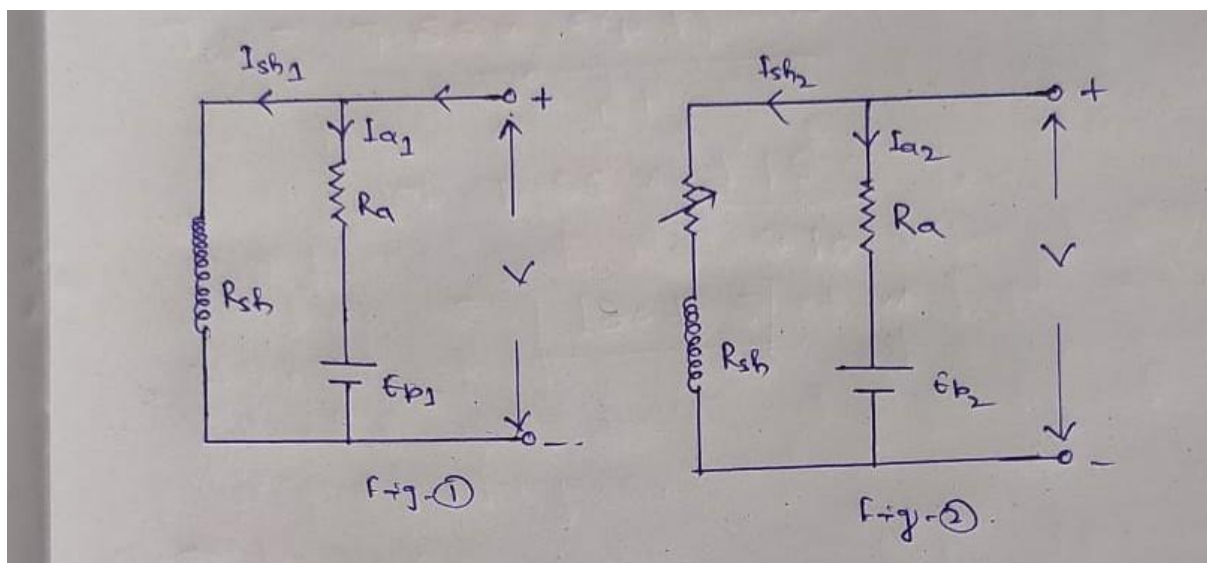 Ish1
+
Ia1
Ra
V
Rsh
Eb1
-
Fig-①
Ish2
+
Ia2
Ra
V
Rsh
Eb2
-
Fig-②.